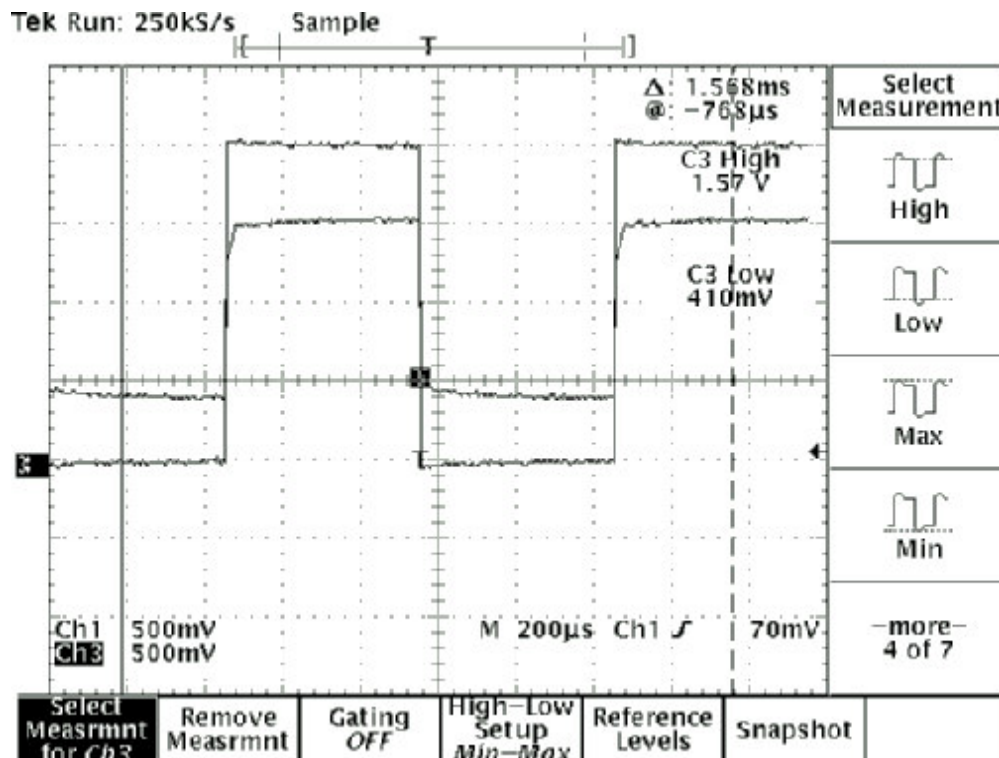 Tek Run: 250kS/s Sample
T
Δ: 1.568ms
@: -768µs
C3 High
1.57 V
C3 Low
410mV
Ch1 500mV
Ch3 500mV
M 200µs Ch1 ʃ 70mV
Select
Measurement
High
Low
Max
Min
-more-
4 of 7
Select
Measrmnt
for Ch3
Remove
Measrmnt
Gating
OFF
High-Low
Setup
Min-Max
Reference
Levels
Snapshot